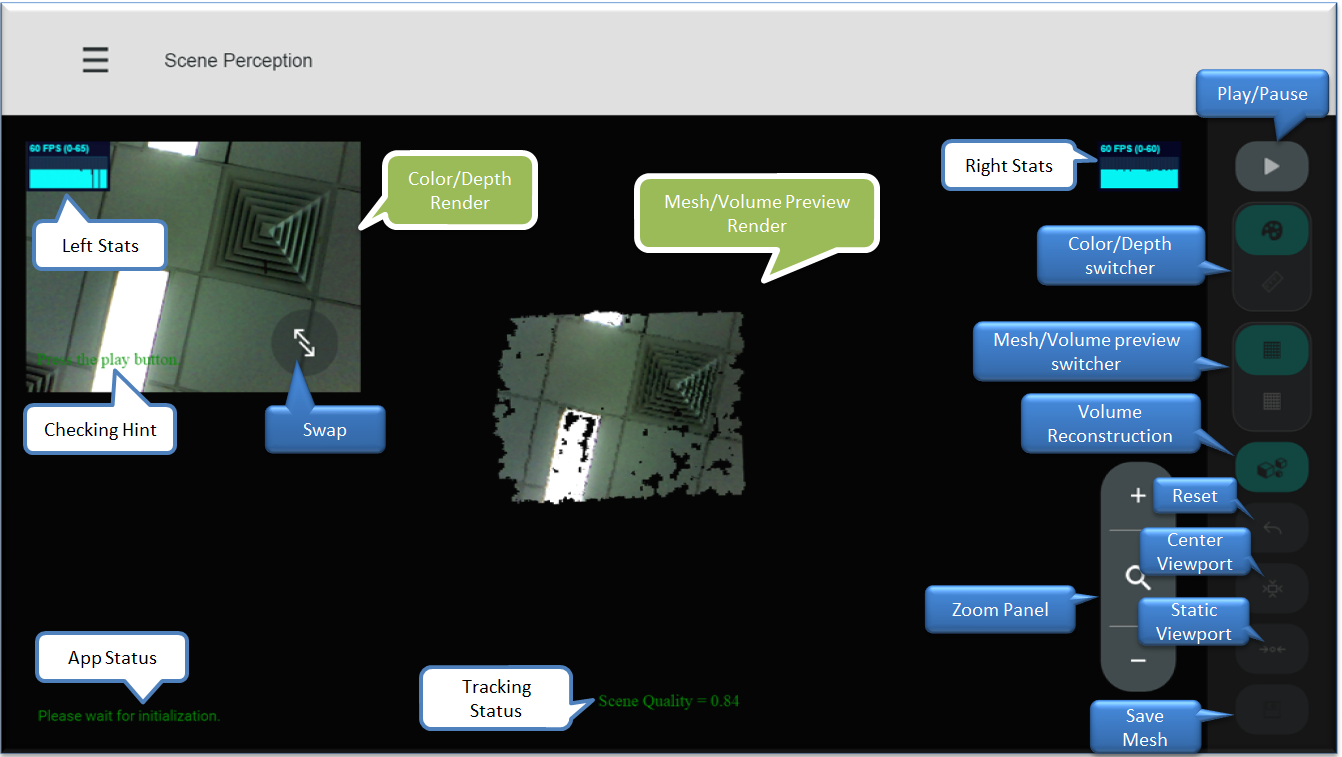 Scene Perception
Play/Pause
60 FPS (0-65)
Left Stats
Color/Depth
Render
Mesh/Volume Preview
Render
Right Stats
60 FPS (0-60)
Color/Depth
switcher
Mesh/Volume preview
switcher
the play button.
Checking Hint
Swap
Volume
Reconstruction
Reset
Center
Viewport
Zoom Panel
Static
Viewport
App Status
Please wait for initialization.
Tracking
Status
Scene Quality = 0.84
Save
Mesh